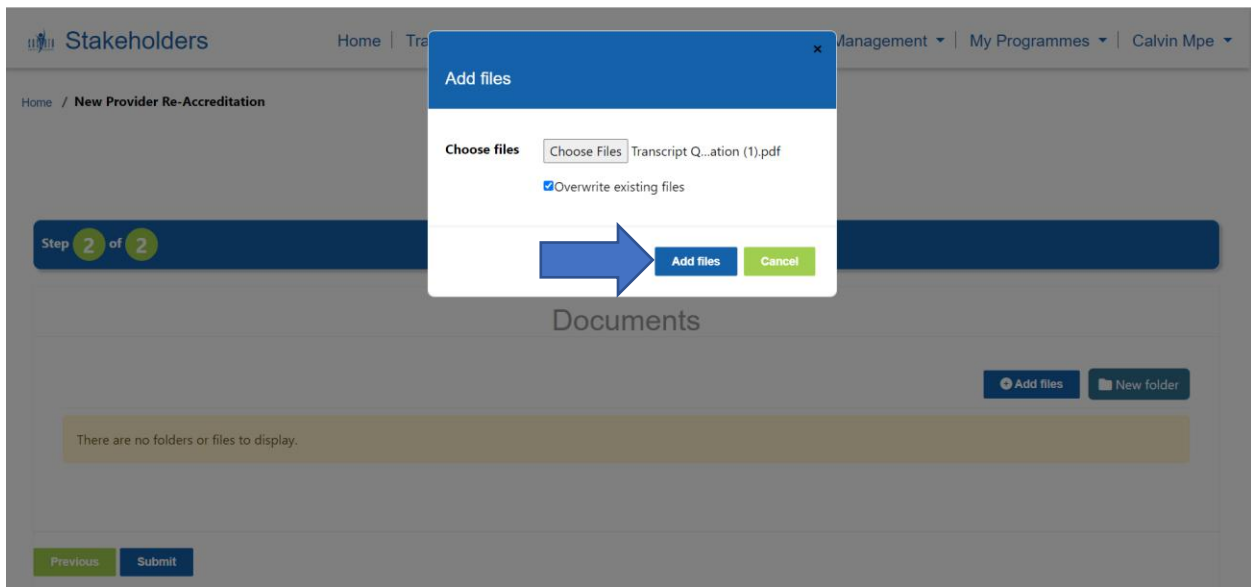 Stakeholders
Home | Tra
Management | My Programmes | Calvin Mpe
×
Add files
Home / New Provider Re-Accreditation
Choose files Choose Files Transcript Q...ation (1).pdf
Overwrite existing files
Step 2 of 2
Add files Cancel
Documents
Add files New folder
There are no folders or files to display.
Previous Submit